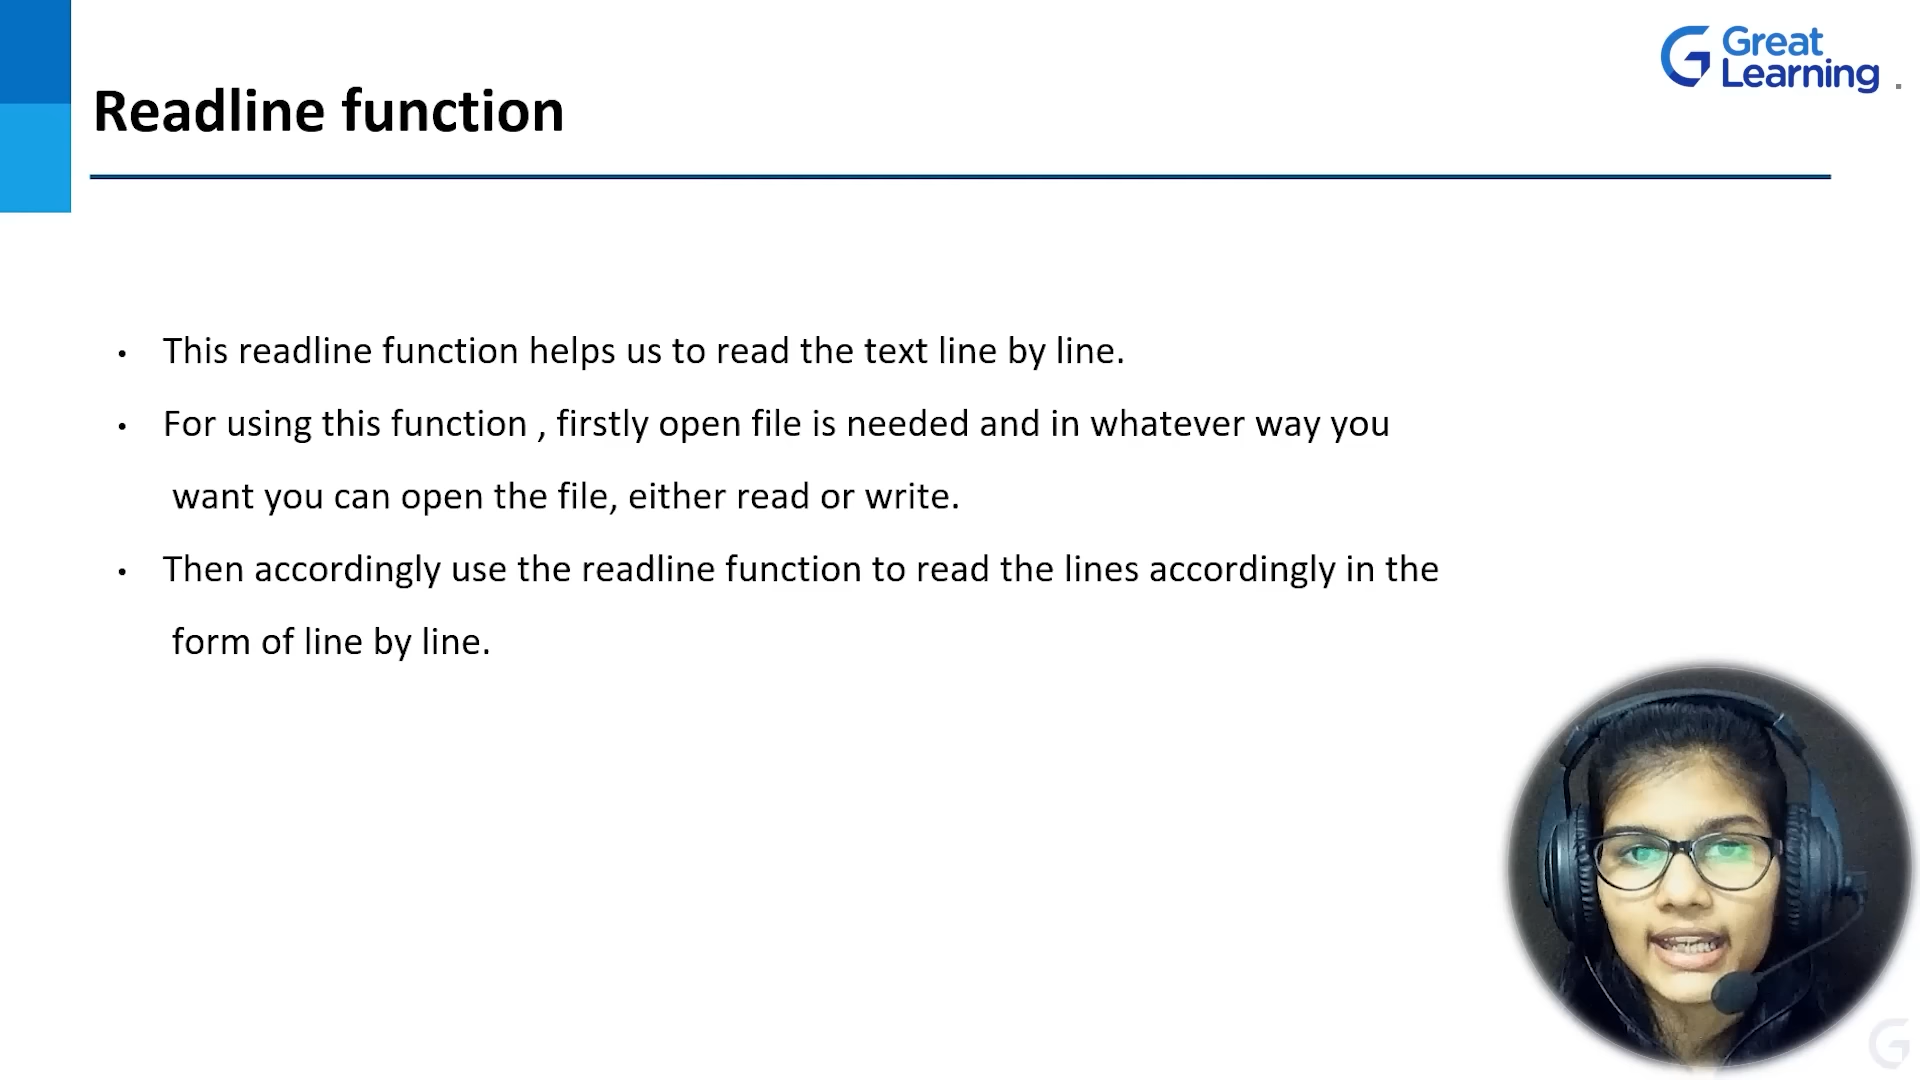 Great
Learning
Readline function
• This readline function helps us to read the text line by line.
• For using this function , firstly open file is needed and in whatever way you
want you can open the file, either read or write.
• Then accordingly use the readline function to read the lines accordingly in the
form of line by line.